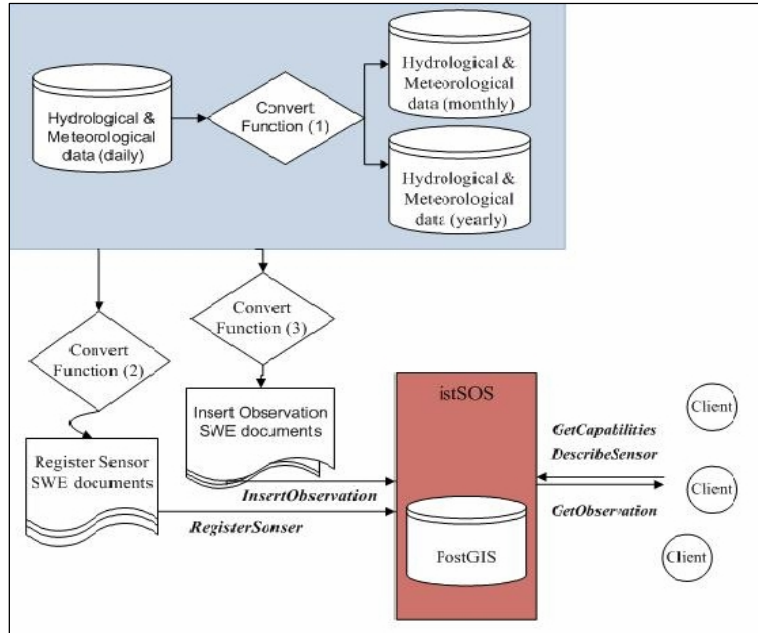 Hydrological &
Meteorological
data (daily)
Convert
Function (1)
Hydrological &
Meteorological
data (monthly)
Hydrological &
Meteorological
data (yearly)
Convert
Function (2)
Convert
Function (3)
Insert Observation
SWE documents
Register Sensor
SWE documents
InsertObservation
RegisterSonser
istSOS
FostGIS
GetCapabilities
DescribeSensor
GetObservation
Client
Client
Client